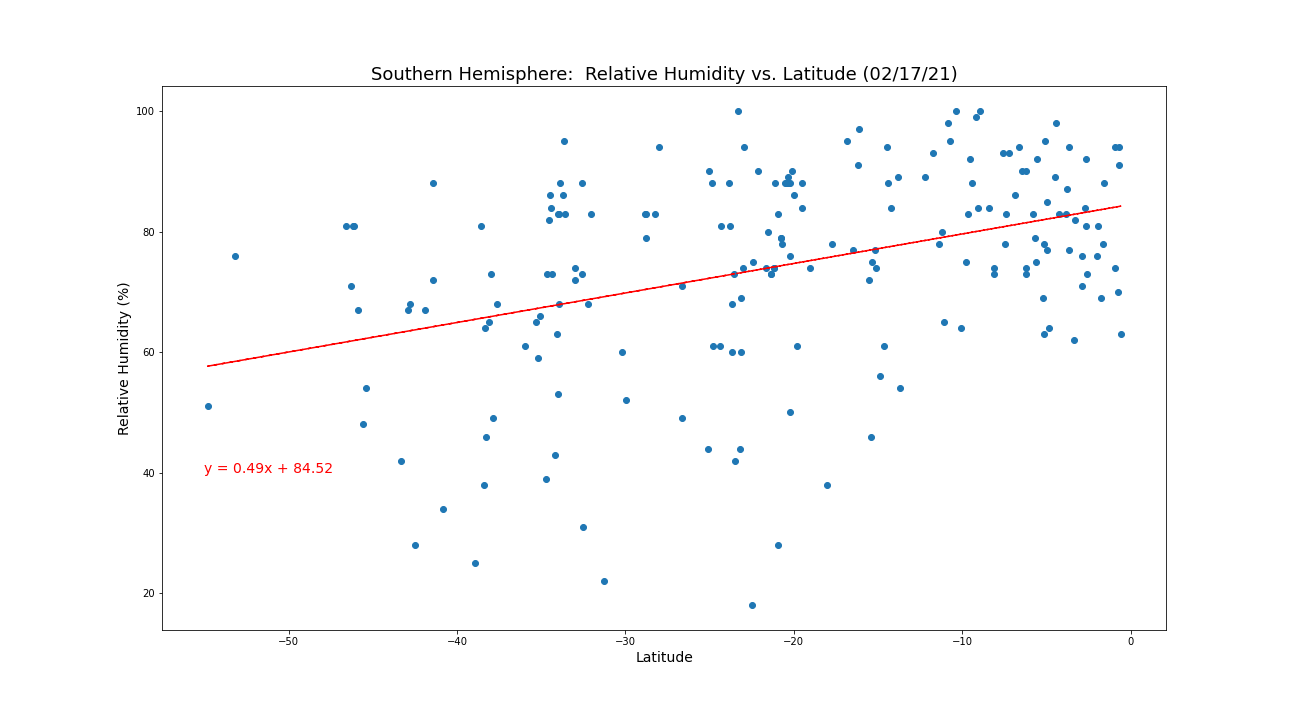 Southern Hemisphere:  Relative Humidity vs. Latitude (02/17/21)
100
80
60
40
20
Relative Humidity (%)
y = 0.49x + 84.52
−50
−40
−30
−20
−10
0
Latitude